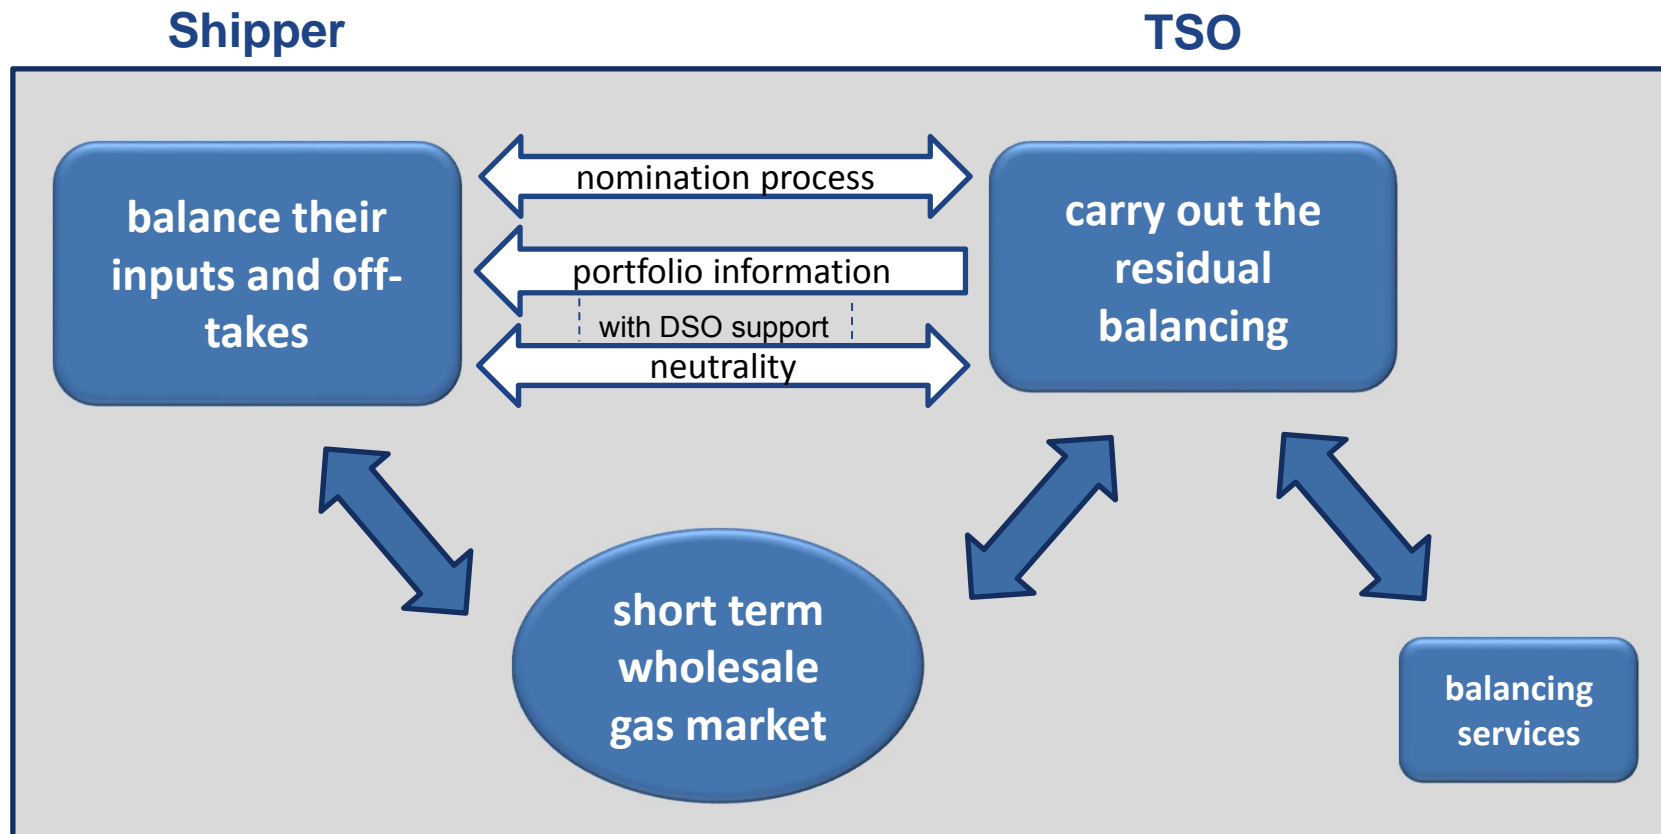 Shipper
TSO
balance their
inputs and off-
takes
nomination process
portfolio information
with DSO support
neutrality
carry out the
residual
balancing
short term
wholesale
gas market
balancing
services